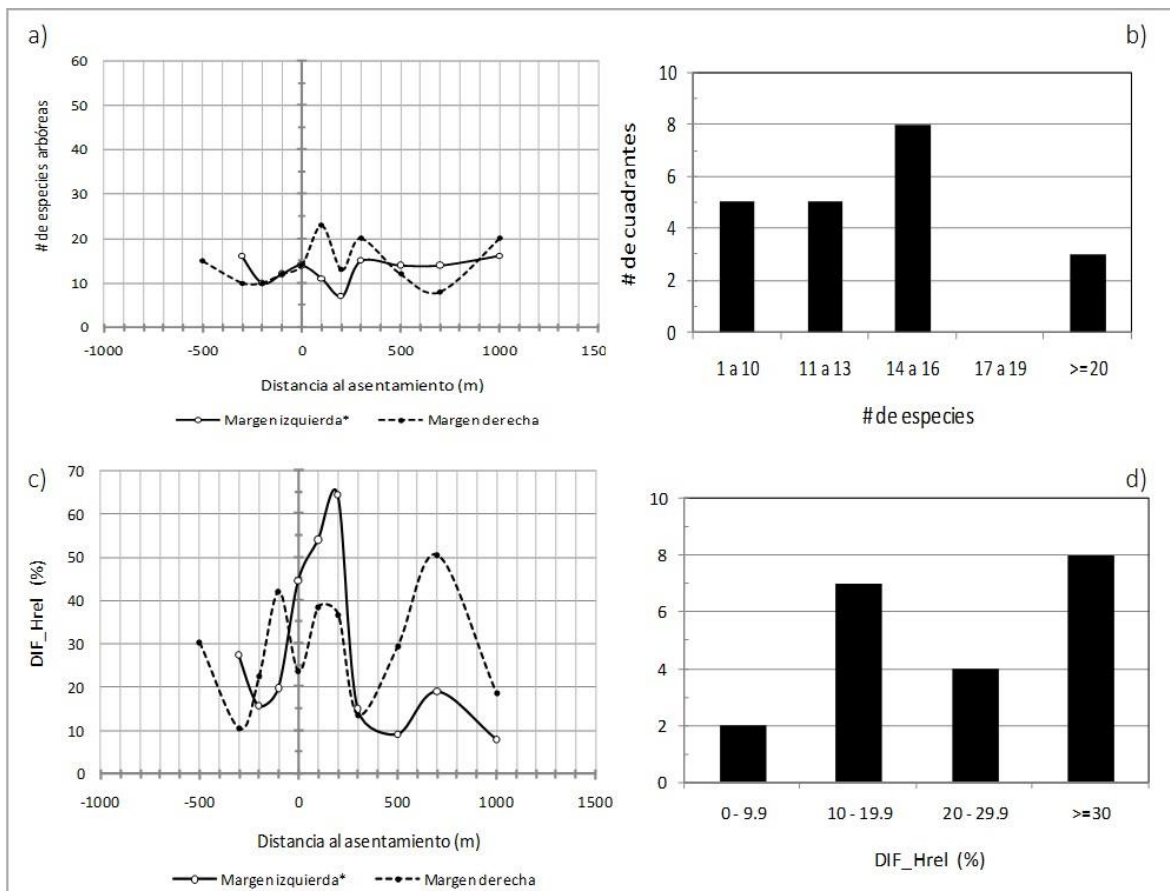 a)
60
50
40
30
20
10
0
# de especies arbóreas
-1000 -500 0 500 1000 150
Distancia al asentamiento (m)
Margen izquierda* Margen derecha
b)
10
8
6
4
2
0
# de cuadrantes
1 a 10 11 a 13 14 a 16 17 a 19 >=20
# de especies
c)
70
60
50
40
30
20
10
0
DIF_Hrel (%)
-1000 -500 0 500 1000 1500
Distancia al asentamiento (m)
Margen izquierda* Margen derecha
d)
10
8
6
4
2
0
0 - 9.9 10 - 19.9 20 - 29.9 >=30
DIF_Hrel (%)